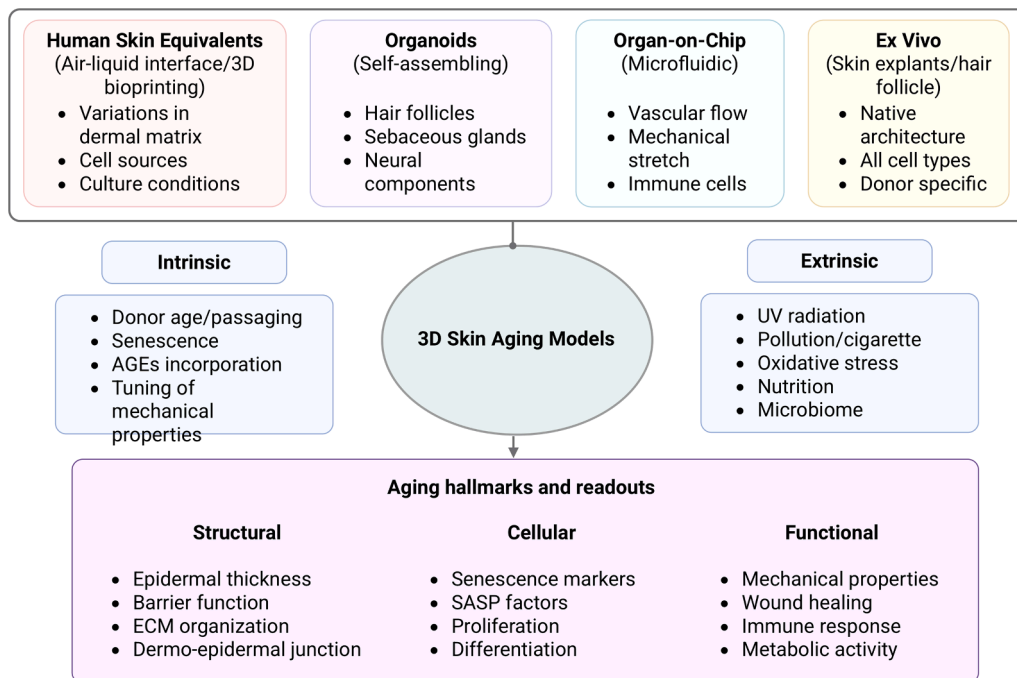 Human Skin Equivalents
(Air-liquid interface/3D
bioprinting)
• Variations in
dermal matrix
• Cell sources
• Culture conditions
Organoids
(Self-assembling)
• Hair follicles
• Sebaceous glands
• Neural
components
Organ-on-Chip
(Microfluidic)
• Vascular flow
• Mechanical
stretch
• Immune cells
Ex Vivo
(Skin explants/hair
follicle)
• Native
architecture
• All cell types
• Donor specific
Intrinsic
• Donor age/passaging
• Senescence
• AGEs incorporation
• Tuning of
mechanical
properties
3D Skin Aging Models
Extrinsic
• UV radiation
• Pollution/cigarette
• Oxidative stress
• Nutrition
• Microbiome
Aging hallmarks and readouts
Structural
• Epidermal thickness
• Barrier function
• ECM organization
• Dermo-epidermal junction
Cellular
• Senescence markers
• SASP factors
• Proliferation
• Differentiation
Functional
• Mechanical properties
• Wound healing
• Immune response
• Metabolic activity